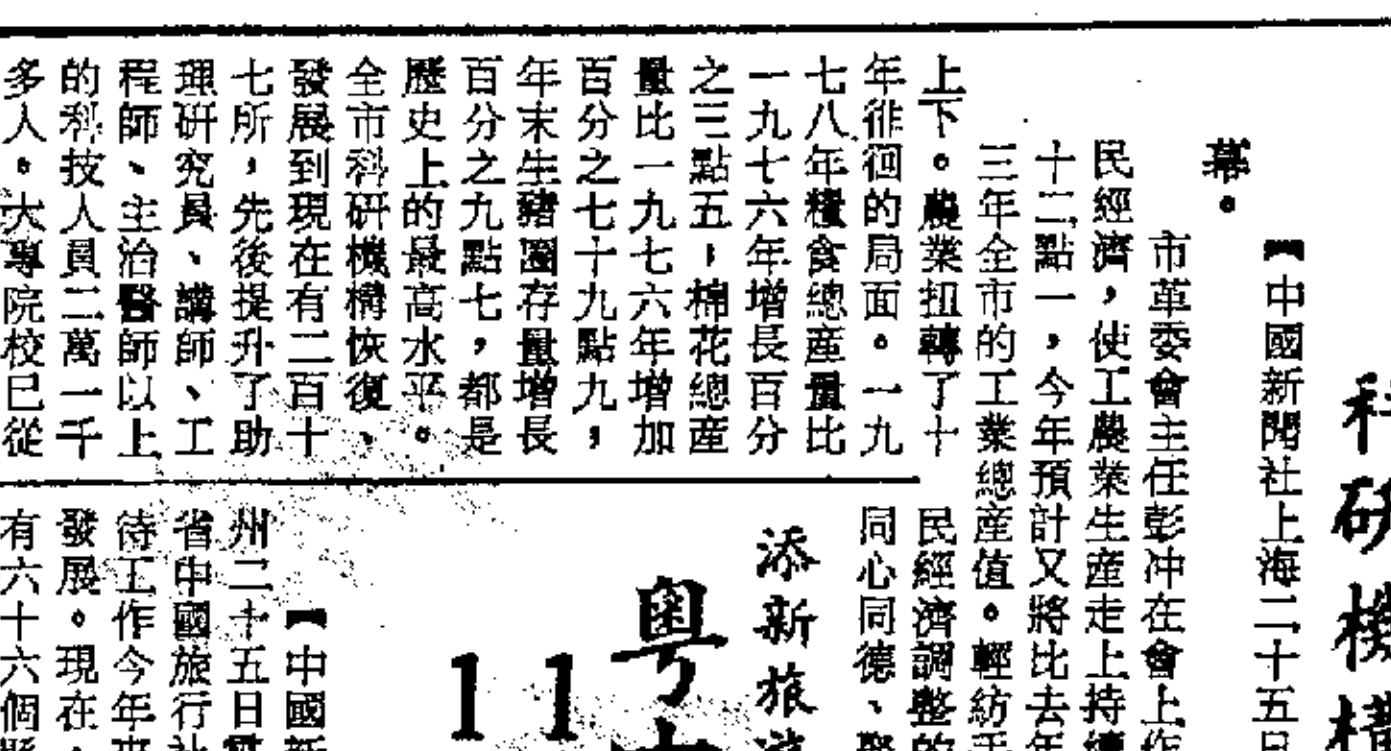 科研機構
【中國新聞社上海二十五日
幕。
市革委會主任彭冲在會上作
民經濟，使工農業生產走上持續
十二點一，今年預計又將比去年
三年全市的工業總產值。輕紡手
上下。農業扭轉了十
年徘徊的局面。一九
七八年糧食總產量比
一九七六年增長百分
之三點五，棉花總產
量比一九七六年增加
百分之七十九點九，
年末生豬圈存量增長
百分之九點七，都是
歷史上的最高水平。
全市科研機構恢復、
發展到現在有二百十
七所，先後提升了助
理研究員、講師、工
程師、主治醫師以上
的科技人員二萬一千
多人。大專院校已從
民經濟調整的
同心同德、聚
添新旅遊
粵
11
【中國新
州二十五日電
省中國旅行社
待工作今年來
發展。現在，
有六十六個縣